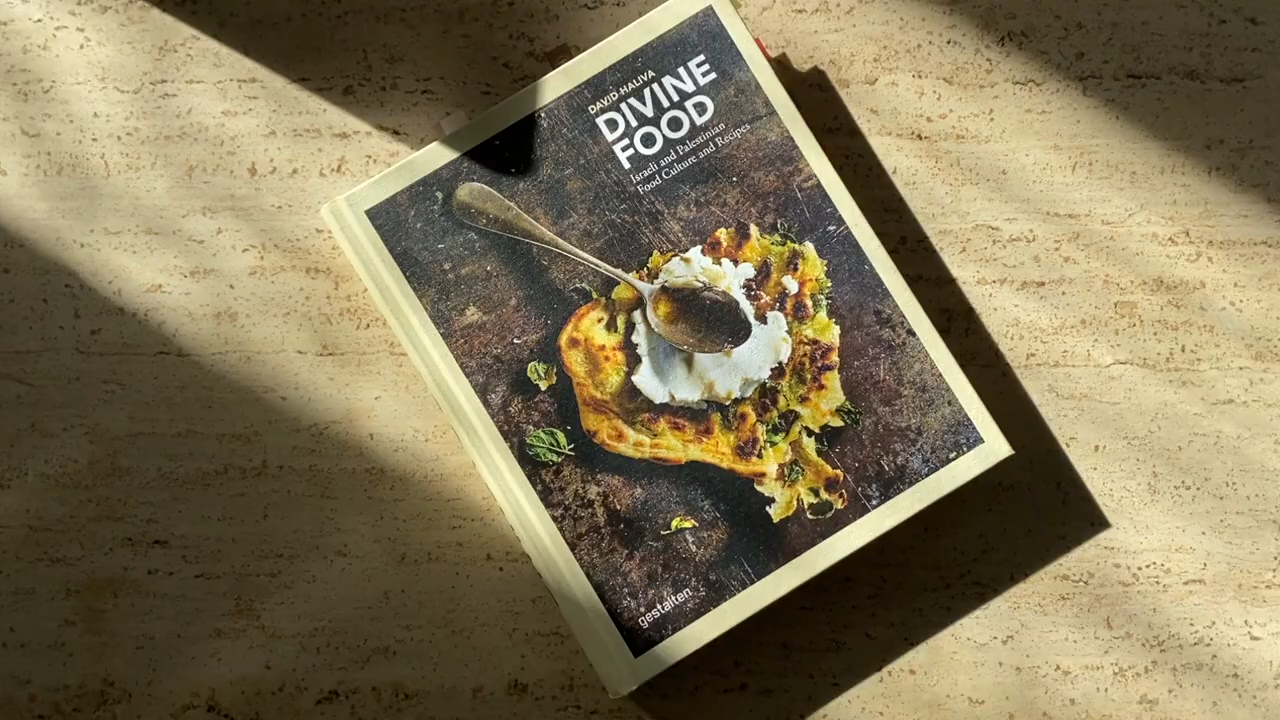 DAVID HALIVA
DIVINE
FOOD
Israeli and Palestinian
Food Culture and Recipes
gestalten